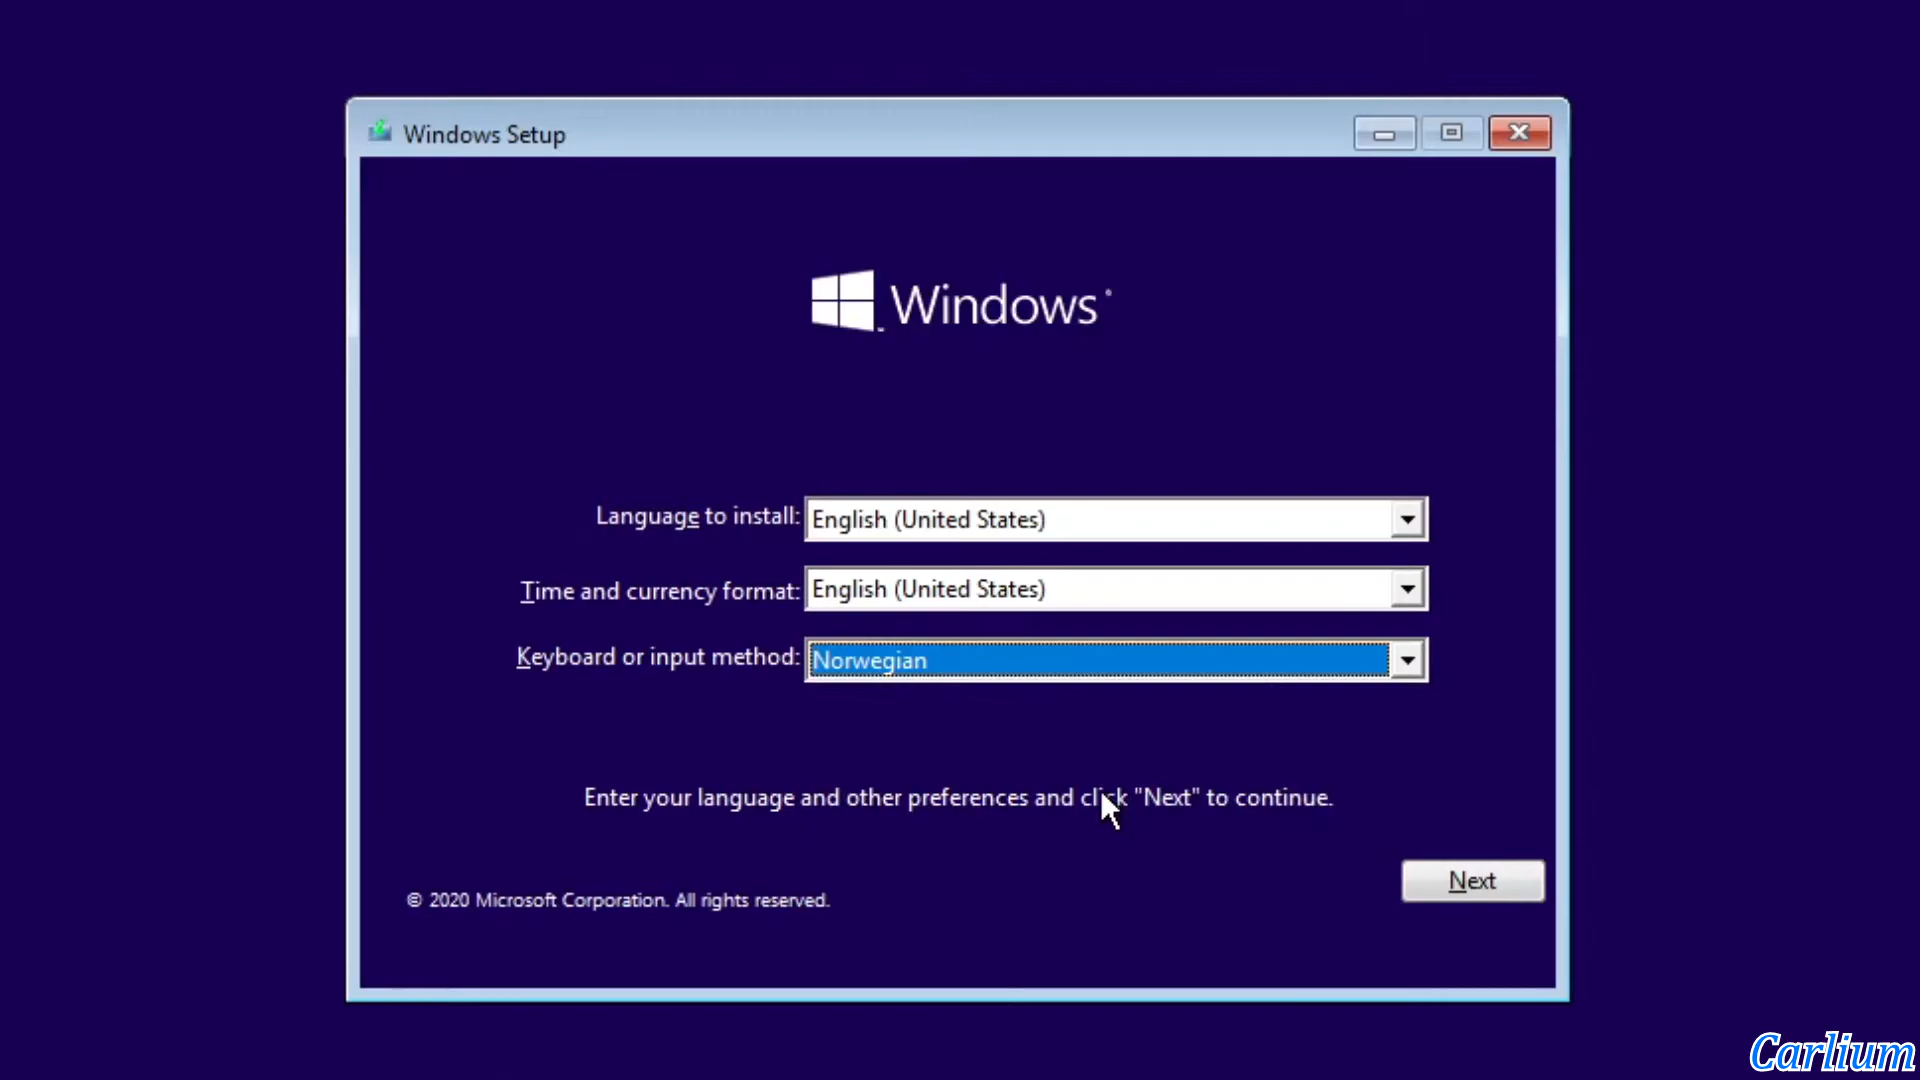 Windows Setup
Windows
Language to install: English (United States)
Time and currency format: English (United States)
Keyboard or input method: Norwegian
Enter your language and other preferences and click "Next" to continue.
Next
© 2020 Microsoft Corporation. All rights reserved.
Carlium